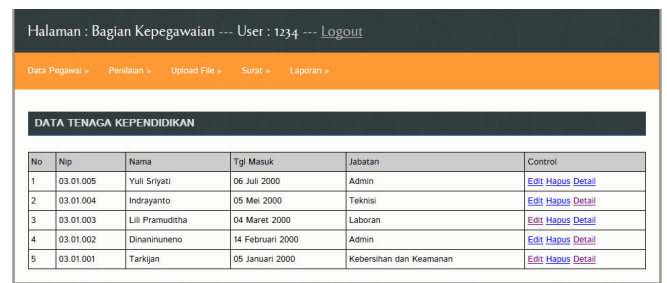 Halaman : Bagian Kepegawaian --- User : 1234 --- Logout
Data Pegawai » Penilaian » Upload File » Surat » Laporan »
DATA TENAGA KEPENDIDIKAN
No Nip Nama Tgl Masuk Jabatan Control
1 03.01.005 Yuli Sriyati 06 Juli 2000 Admin Edit Hapus Detail
2 03.01.004 Indrayanto 05 Mei 2000 Teknisi Edit Hapus Detail
3 03.01.003 Lili Pramuditha 04 Maret 2000 Laboran Edit Hapus Detail
4 03.01.002 Dinaninuneno 14 Februari 2000 Admin Edit Hapus Detail
5 03.01.001 Tarkijan 05 Januari 2000 Kebersihan dan Keamanan Edit Hapus Detail